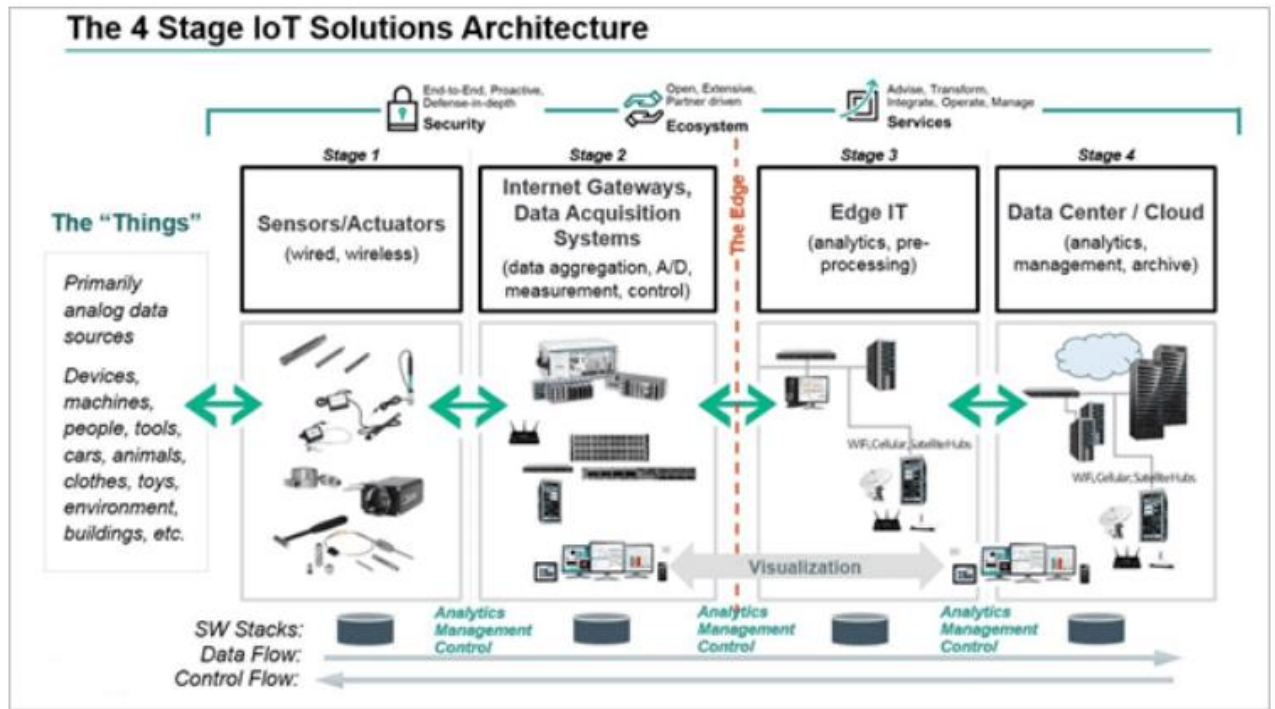 The 4 Stage IoT Solutions Architecture
End-to-End, Proactive,
Defense-in-depth
Security
Open, Extensive,
Partner driven
Ecosystem
Advise, Transform,
Integrate, Operate, Manage
Services
Stage 1
Stage 2
Stage 3
Stage 4
The "Things"
Primarily
analog data
sources
Devices,
machines,
people, tools,
cars, animals,
clothes, toys,
environment,
buildings, etc.
Sensors/Actuators
(wired, wireless)
Internet Gateways,
Data Acquisition
Systems
(data aggregation, A/D,
measurement, control)
The Edge
Edge IT
(analytics, pre-
processing)
Data Center / Cloud
(analytics,
management, archive)
WiFi,Cellular,SatelliteHubs
WiFi,Cellular,SatelliteHubs
Visualization
SW Stacks:
Analytics
Management
Control
Analytics
Management
Control
Analytics
Management
Control
Data Flow:
Control Flow: